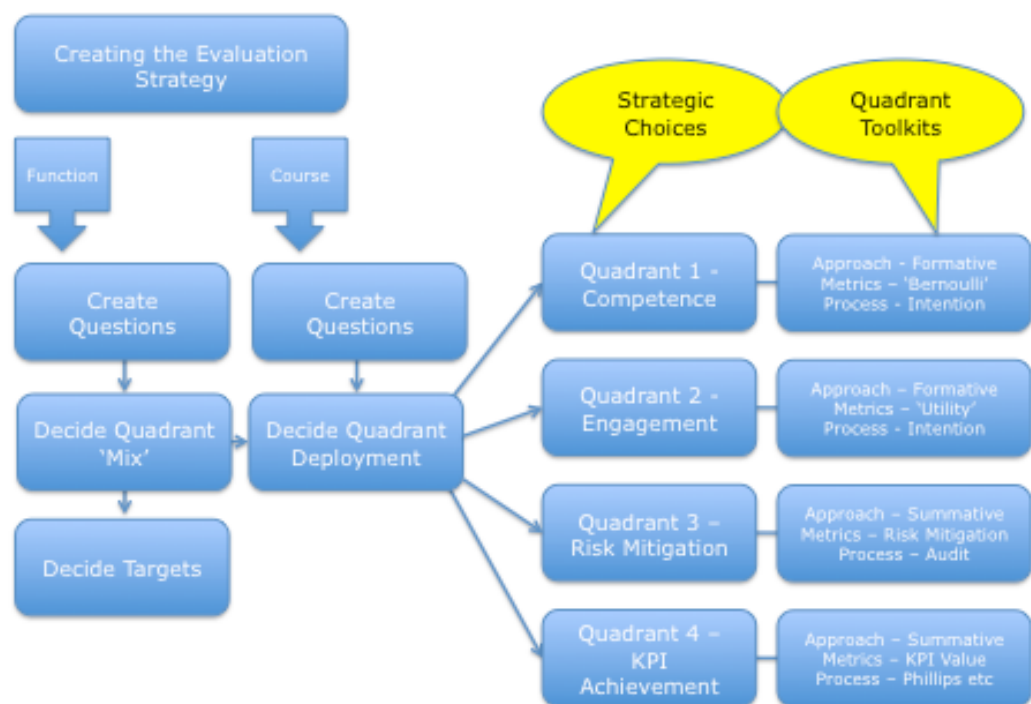 Creating the Evaluation
Strategy
Strategic
Choices
Quadrant
Toolkits
Function
Course
Create
Questions
Create
Questions
Decide Quadrant
‘Mix’
Decide Quadrant
Deployment
Decide Targets
Quadrant 1 -
Competence
Approach - Formative
Metrics – ‘Bernoulli’
Process - Intention
Quadrant 2 -
Engagement
Approach – Formative
Metrics – ‘Utility’
Process - Intention
Quadrant 3 –
Risk Mitigation
Approach – Summative
Metrics – Risk Mitigation
Process – Audit
Quadrant 4 –
KPI
Achievement
Approach – Summative
Metrics – KPI Value
Process – Phillips etc